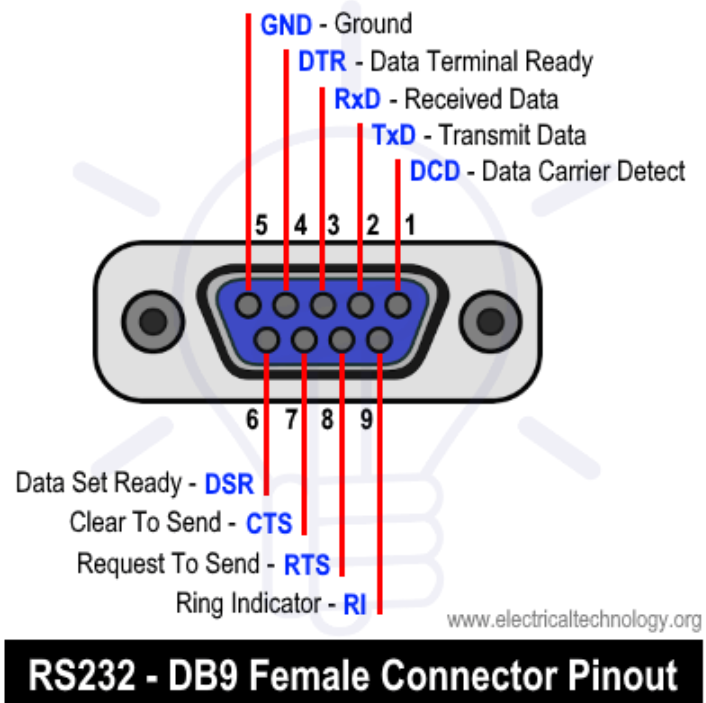 GND - Ground
DTR - Data Terminal Ready
RxD - Received Data
TxD - Transmit Data
DCD - Data Carrier Detect
5 4 3 2 1
6 7 8 9
Data Set Ready - DSR
Clear To Send - CTS
Request To Send - RTS
Ring Indicator - RI
www.electricaltechnology.org
RS232 - DB9 Female Connector Pinout